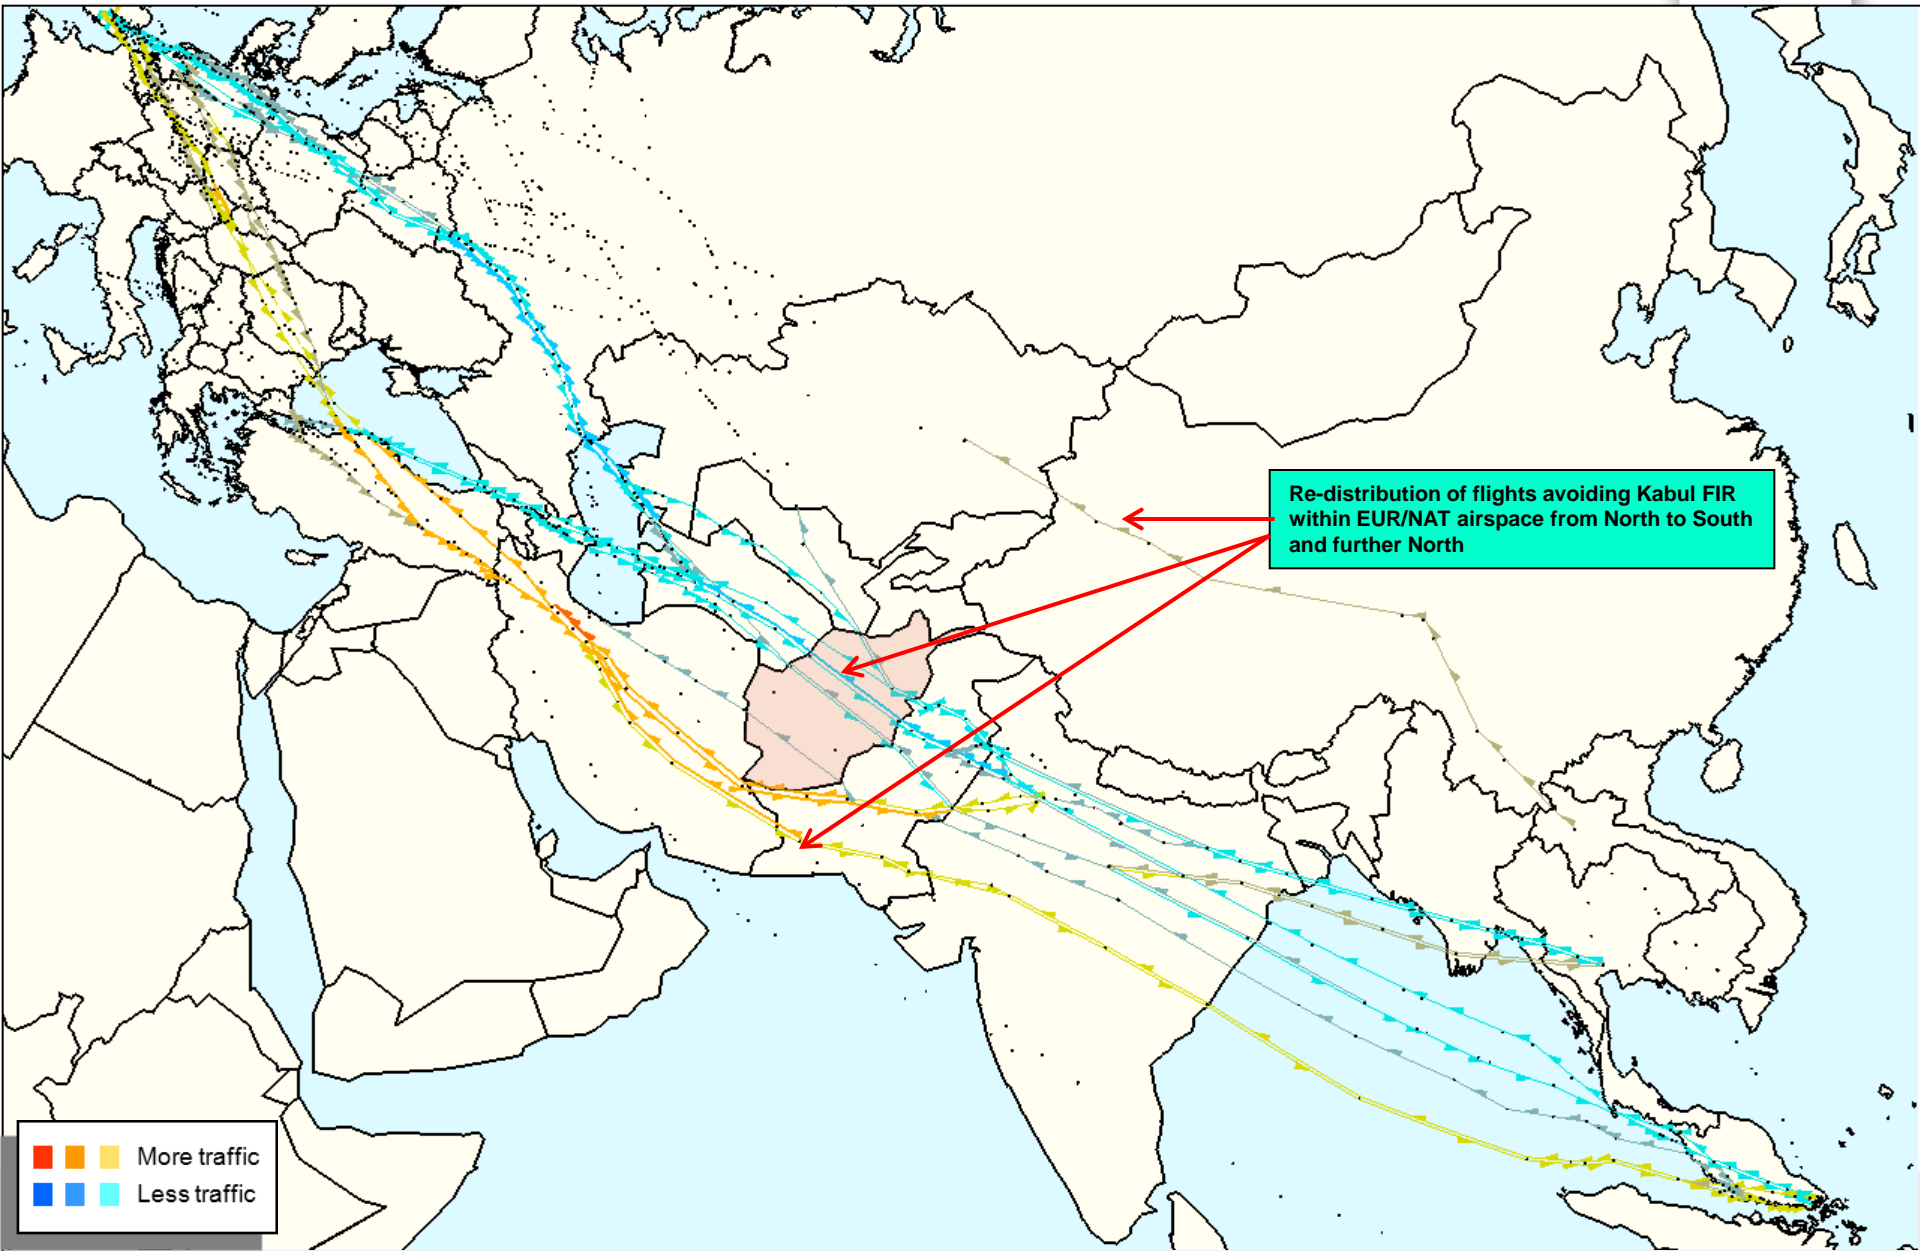 Re-distribution of flights avoiding Kabul FIR
within EUR/NAT airspace from North to South
and further North
More traffic
Less traffic